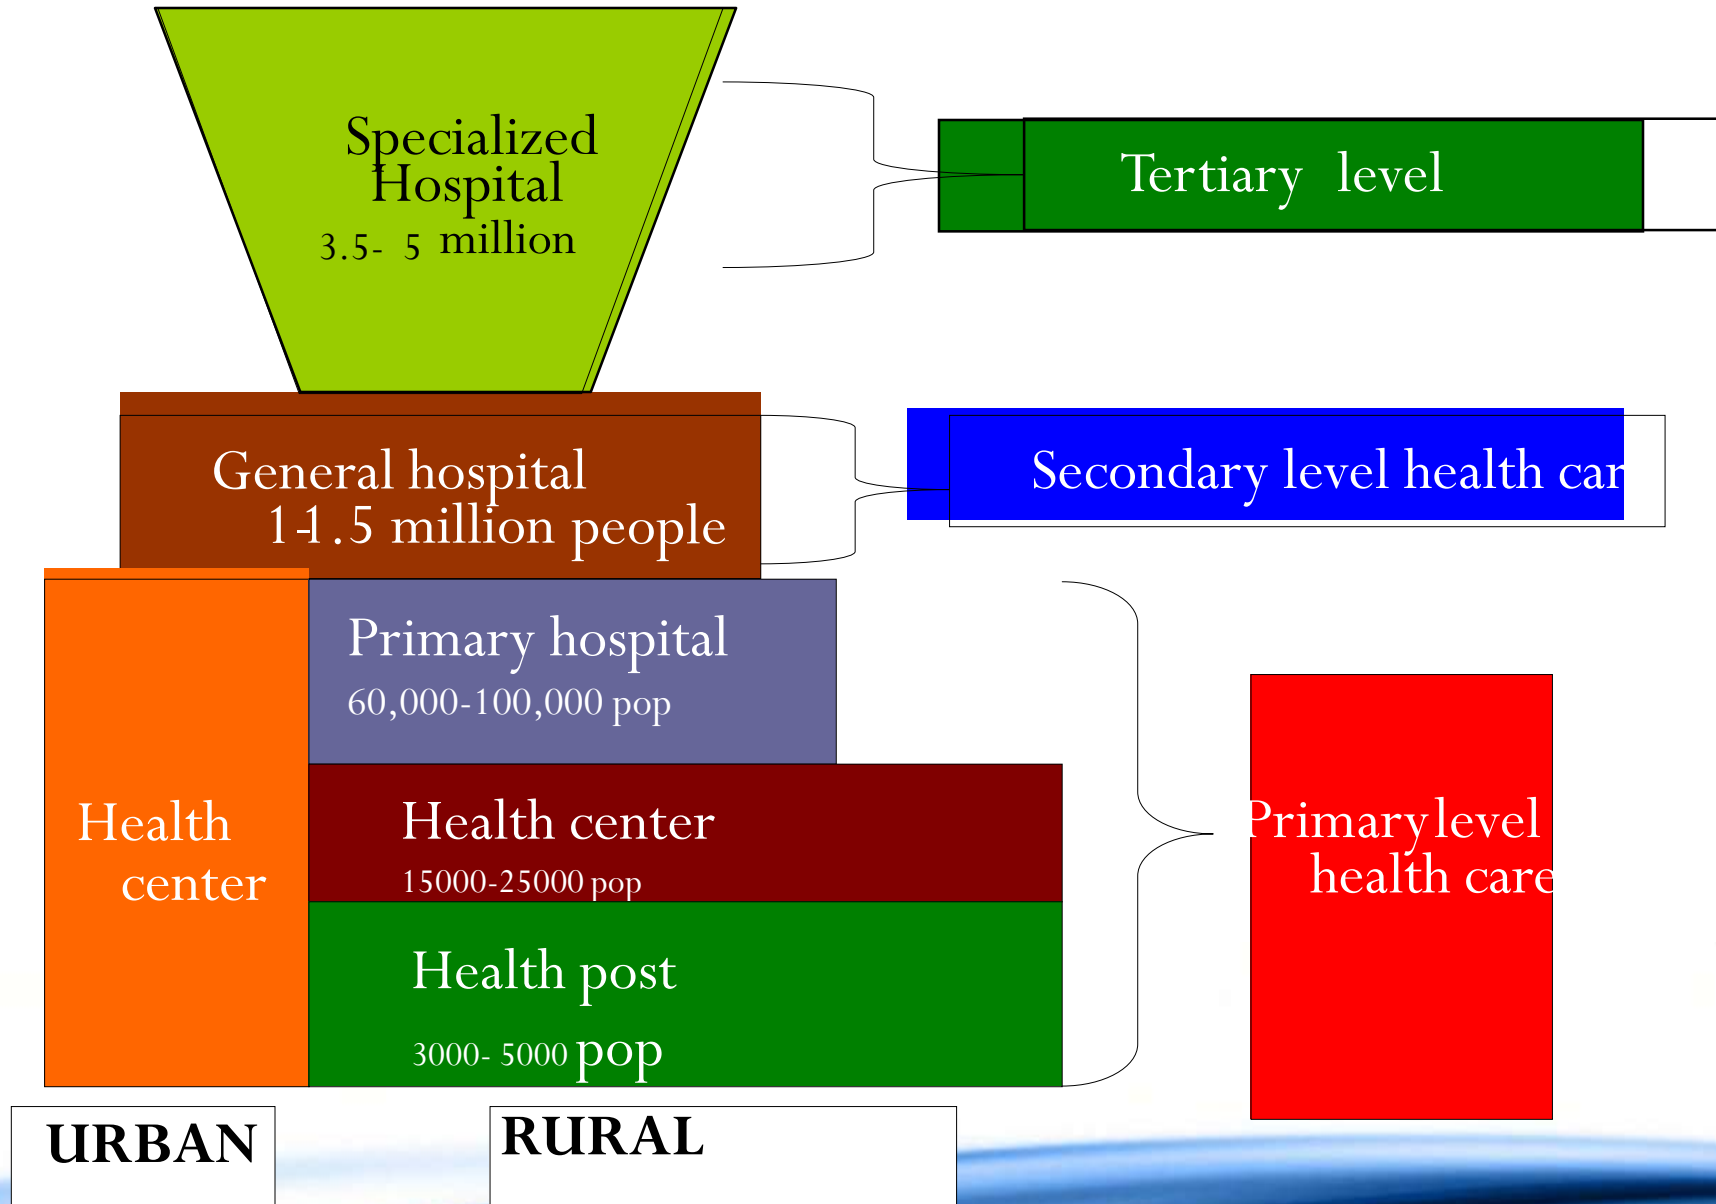 Specialized
Hospital
3.5- 5 million
Tertiary level
General hospital
1-1.5 million people
Secondary level health car
Primary hospital
60,000-100,000 pop
Health
center
Health center
15000-25000 pop
Primary level
health care
Health post
3000- 5000 pop
URBAN
RURAL